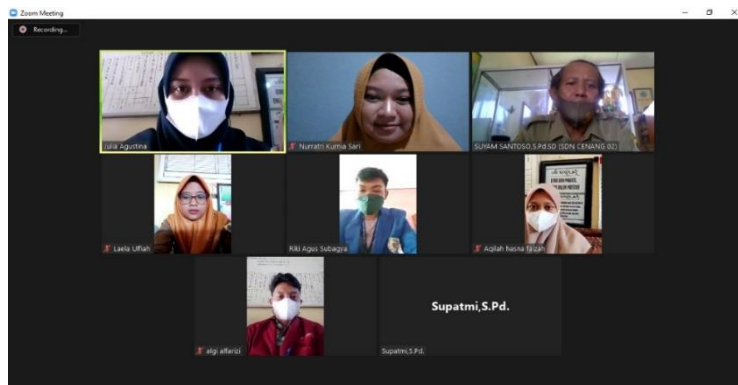 Zoom Meeting
Recording...
Julia Agustina
Nurratri Kurnia Sari
SUYAM SANTOSO,S.Pd.SD (SDN CENANG 02)
Laela Ulfiah
Riki Agus Subagya
Aqilah hasna faizah
algi alfarizi
Supatmi,S.Pd.
Supatmi,S.Pd.